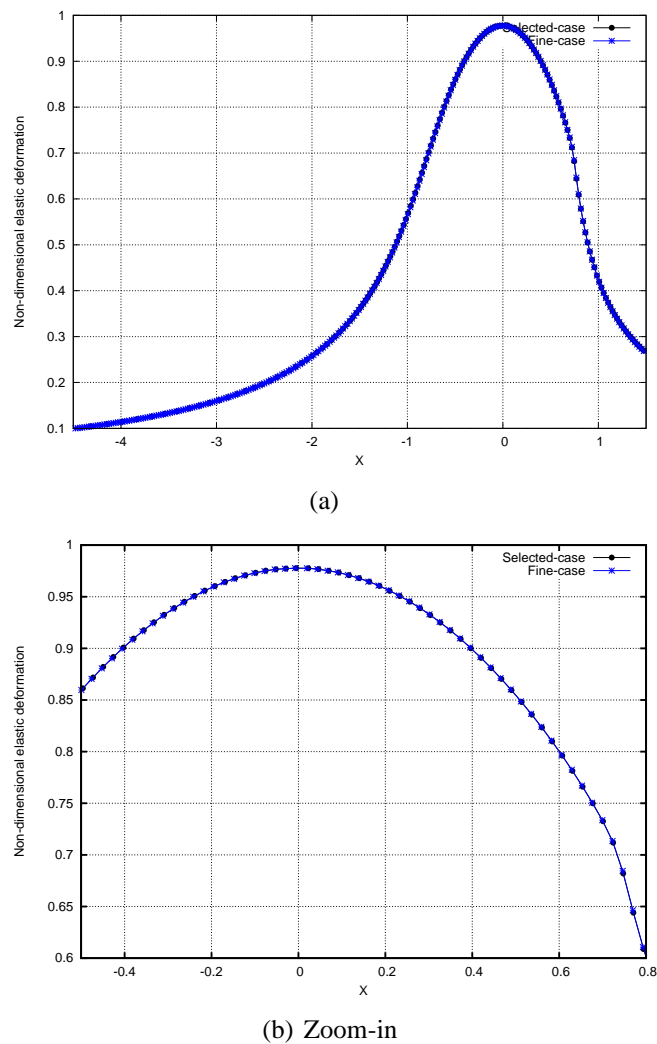 1
0.9
0.8
0.7
0.6
0.5
0.4
0.3
0.2
0.1
Non-dimensional elastic deformation
Selected-case
Fine-case
-4 -3 -2 -1 0 1
X
(a)
1
0.95
0.9
0.85
0.8
0.75
0.7
0.65
0.6
Non-dimensional elastic deformation
Selected-case
Fine-case
-0.4 -0.2 0 0.2 0.4 0.6 0.8
X
(b) Zoom-in